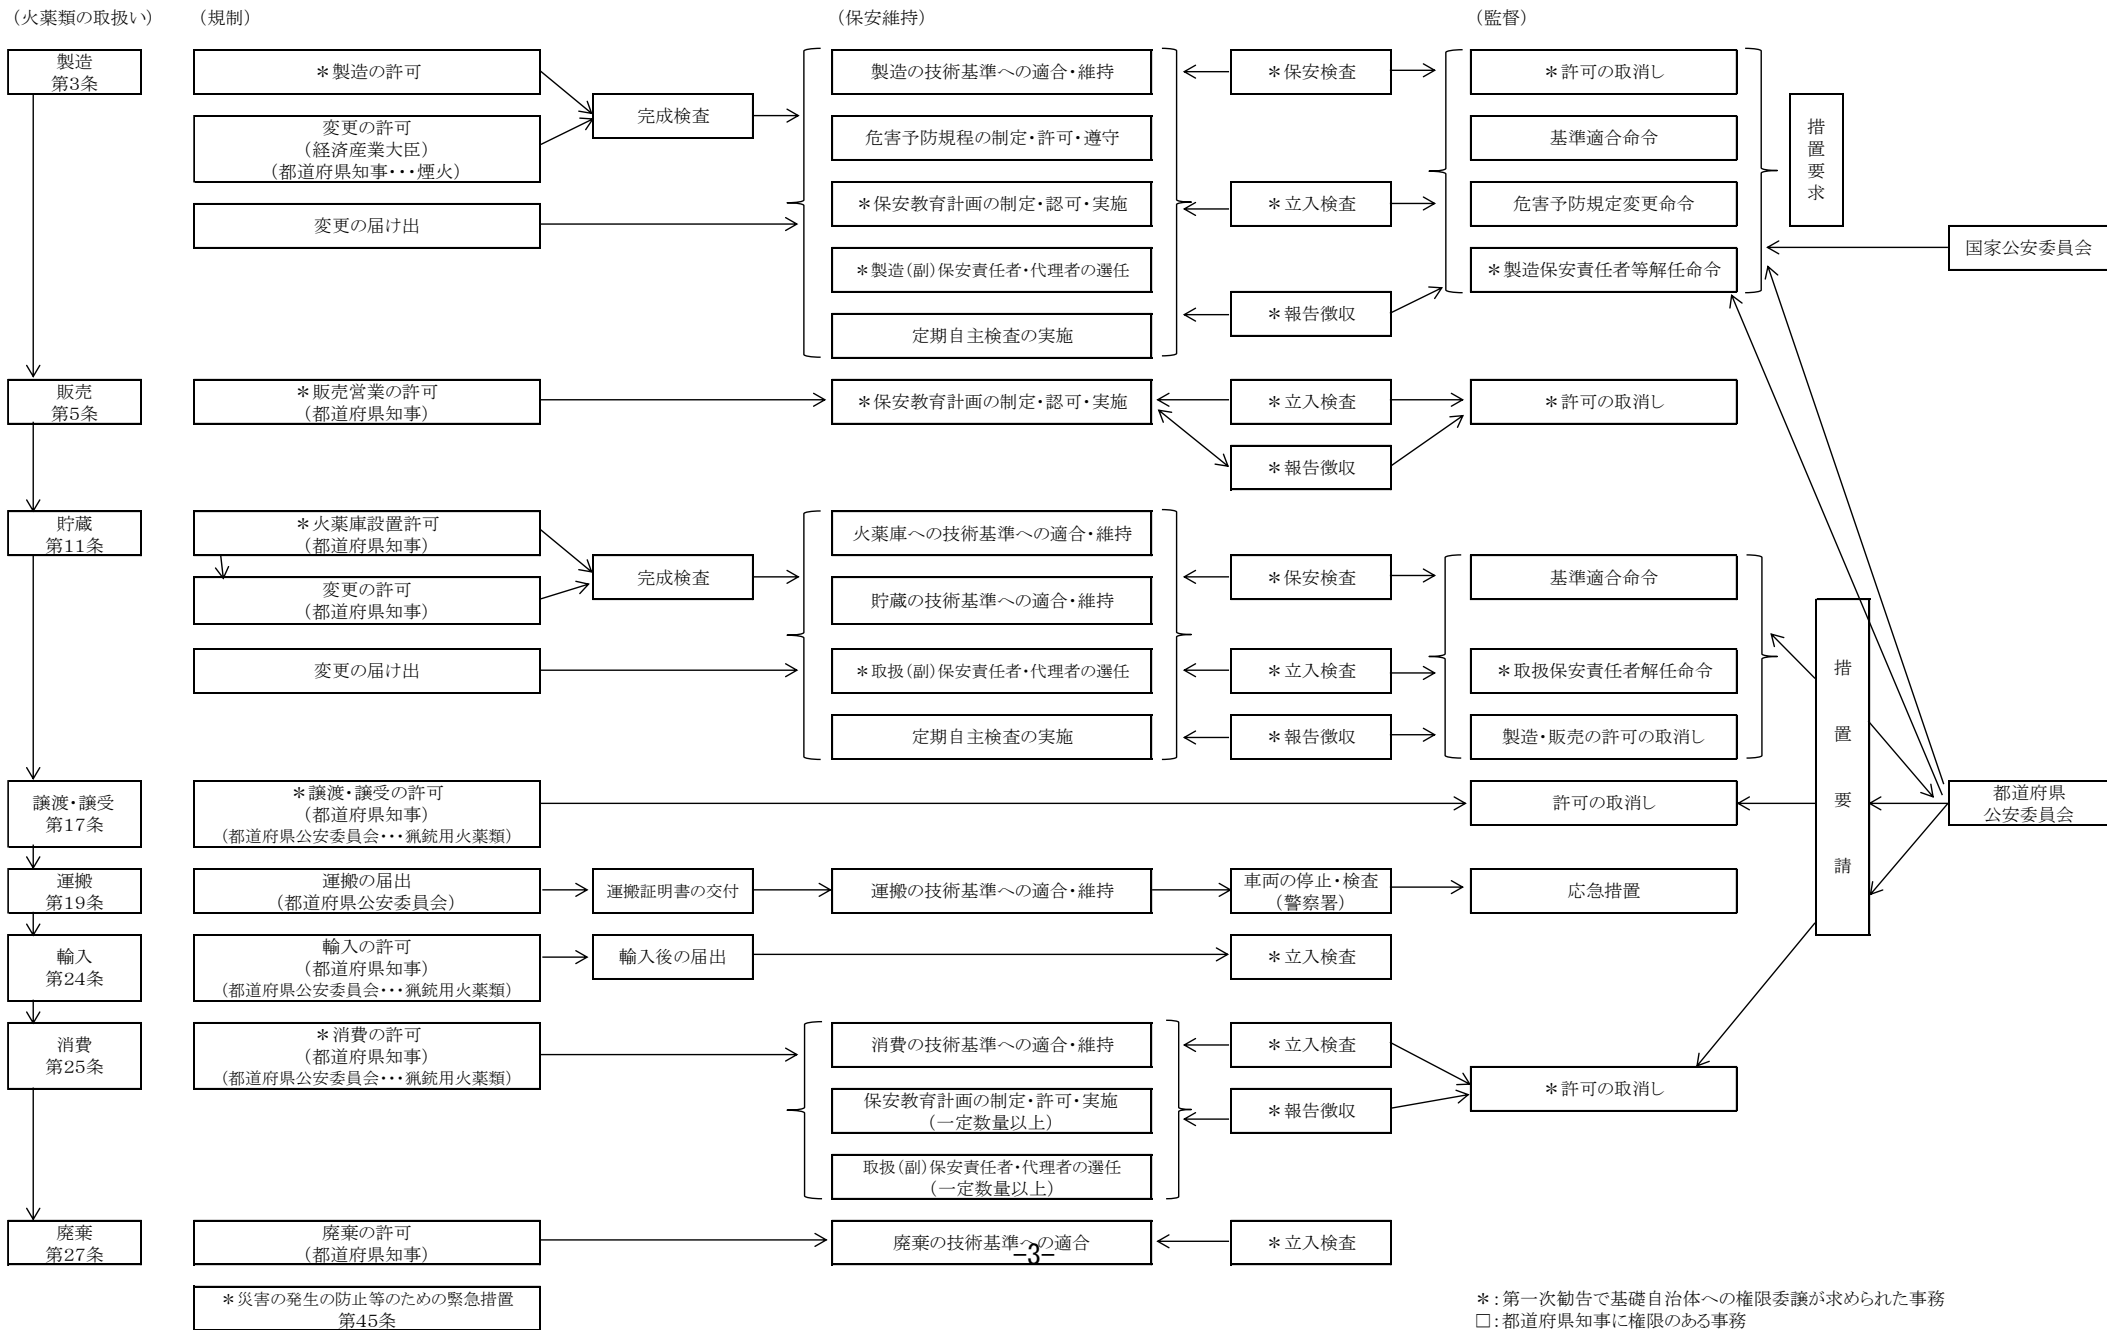 （火薬類の取扱い）
（規制）
（保安維持）
（監督）
製造
第3条
＊製造の許可
変更の許可
（経済産業大臣）
（都道府県知事・・・煙火）
変更の届け出
完成検査
製造の技術基準への適合・維持
危害予防規程の制定・許可・遵守
＊保安教育計画の制定・認可・実施
＊製造（副）保安責任者・代理者の選任
定期自主検査の実施
＊保安検査
＊立入検査
＊報告徴収
＊許可の取消し
基準適合命令
危害予防規定変更命令
＊製造保安責任者等解任命令
措
置
要
求
国家公安委員会
販売
第5条
＊販売営業の許可
（都道府県知事）
＊保安教育計画の制定・認可・実施
＊立入検査
＊報告徴収
＊許可の取消し
貯蔵
第11条
＊火薬庫設置許可
（都道府県知事）
変更の許可
（都道府県知事）
変更の届け出
完成検査
火薬庫への技術基準への適合・維持
貯蔵の技術基準への適合・維持
＊取扱（副）保安責任者・代理者の選任
定期自主検査の実施
＊保安検査
＊立入検査
＊報告徴収
基準適合命令
＊取扱保安責任者解任命令
製造・販売の許可の取消し
措
置
要
請
都道府県
公安委員会
譲渡・譲受
第17条
＊譲渡・譲受の許可
（都道府県知事）
（都道府県公安委員会・・・猟銃用火薬類）
許可の取消し
運搬
第19条
運搬の届出
（都道府県公安委員会）
運搬証明書の交付
運搬の技術基準への適合・維持
車両の停止・検査
（警察署）
応急措置
輸入
第24条
輸入の許可
（都道府県知事）
（都道府県公安委員会・・・猟銃用火薬類）
輸入後の届出
＊立入検査
消費
第25条
＊消費の許可
（都道府県知事）
（都道府県公安委員会・・・猟銃用火薬類）
消費の技術基準への適合・維持
保安教育計画の制定・許可・実施
（一定数量以上）
取扱（副）保安責任者・代理者の選任
（一定数量以上）
＊立入検査
＊報告徴収
＊許可の取消し
廃棄
第27条
廃棄の許可
（都道府県知事）
廃棄の技術基準への適合
＊立入検査
−3−
＊災害の発生の防止等のための緊急措置
第45条
＊：第一次勧告で基礎自治体への権限委譲が求められた事務
□：都道府県知事に権限のある事務